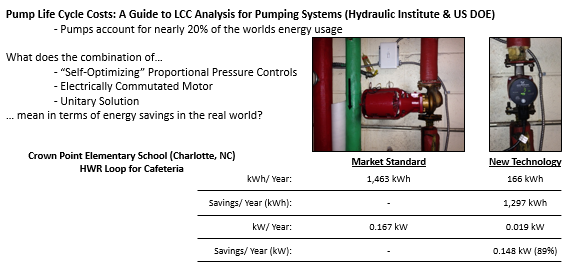 Pump Life Cycle Costs: A Guide to LCC Analysis for Pumping Systems (Hydraulic Institute & US DOE)
- Pumps account for nearly 20% of the worlds energy usage
What does the combination of…
- “Self-Optimizing” Proportional Pressure Controls
- Electrically Commutated Motor
- Unitary Solution
… mean in terms of energy savings in the real world?
Crown Point Elementary School (Charlotte, NC)
HWR Loop for Cafeteria
Market Standard New Technology
kWh/ Year: 1,463 kWh 166 kWh
Savings/ Year (kWh): - 1,297 kWh
kW/ Year: 0.167 kW 0.019 kW
Savings/ Year (kW): - 0.148 kW (89%)